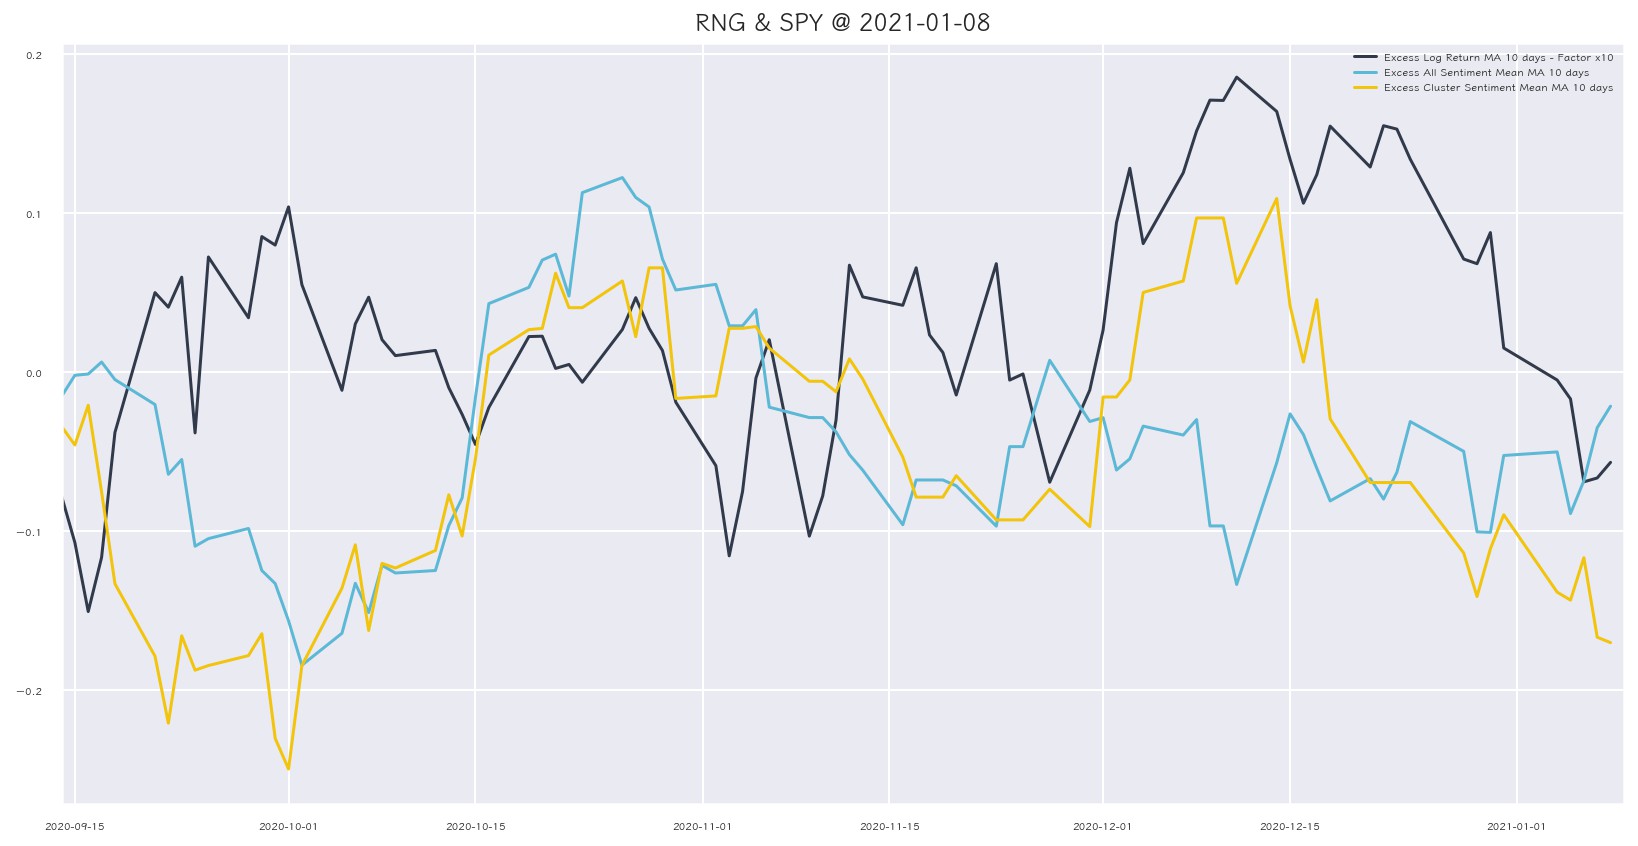 RNG & SPY @ 2021-01-08
0.2
0.1
0.0
−0.1
−0.2
Excess Log Return MA 10 days - Factor x10
Excess All Sentiment Mean MA 10 days
Excess Cluster Sentiment Mean MA 10 days
2020-09-15 2020-10-01 2020-10-15 2020-11-01 2020-11-15 2020-12-01 2020-12-15 2021-01-01